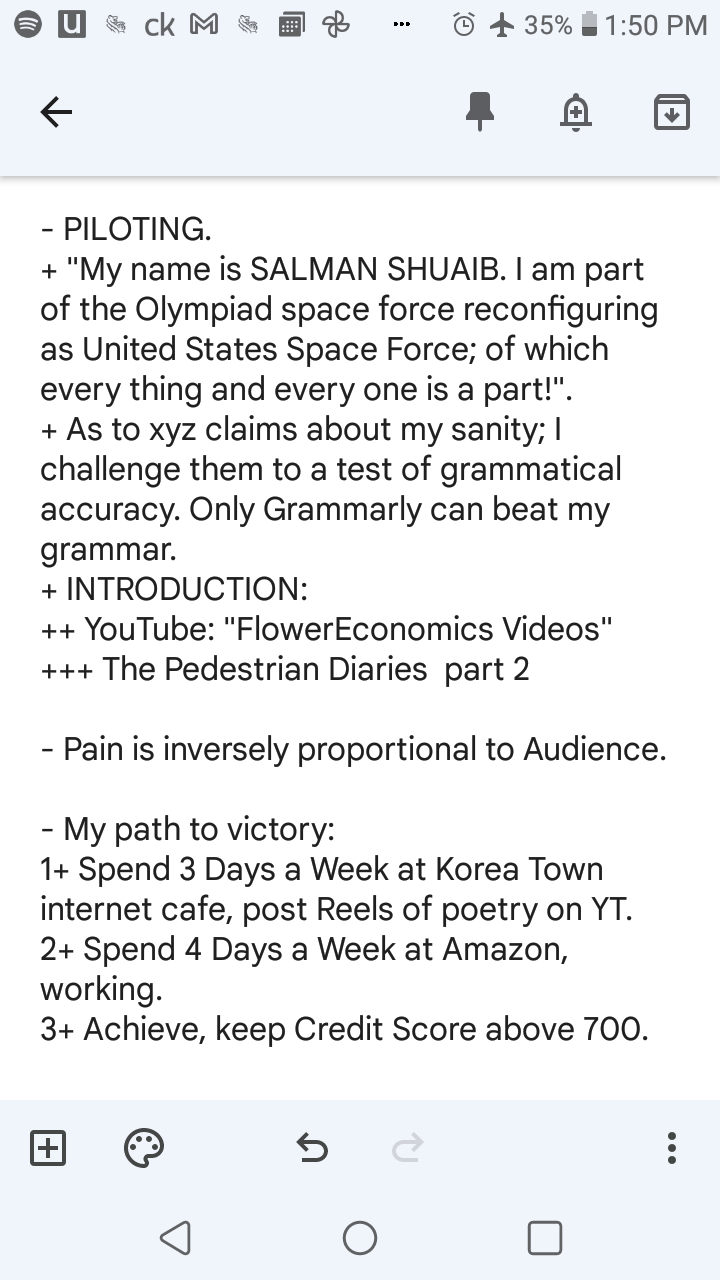 35% 1:50 PM
- PILOTING.
+ "My name is SALMAN SHUAIB. I am part
of the Olympiad space force reconfiguring
as United States Space Force; of which
every thing and every one is a part!".
+ As to xyz claims about my sanity; I
challenge them to a test of grammatical
accuracy. Only Grammarly can beat my
grammar.
+ INTRODUCTION:
++ YouTube: "FlowerEconomics Videos"
+++ The Pedestrian Diaries  part 2
- Pain is inversely proportional to Audience.
- My path to victory:
1+ Spend 3 Days a Week at Korea Town
internet cafe, post Reels of poetry on YT.
2+ Spend 4 Days a Week at Amazon,
working.
3+ Achieve, keep Credit Score above 700.